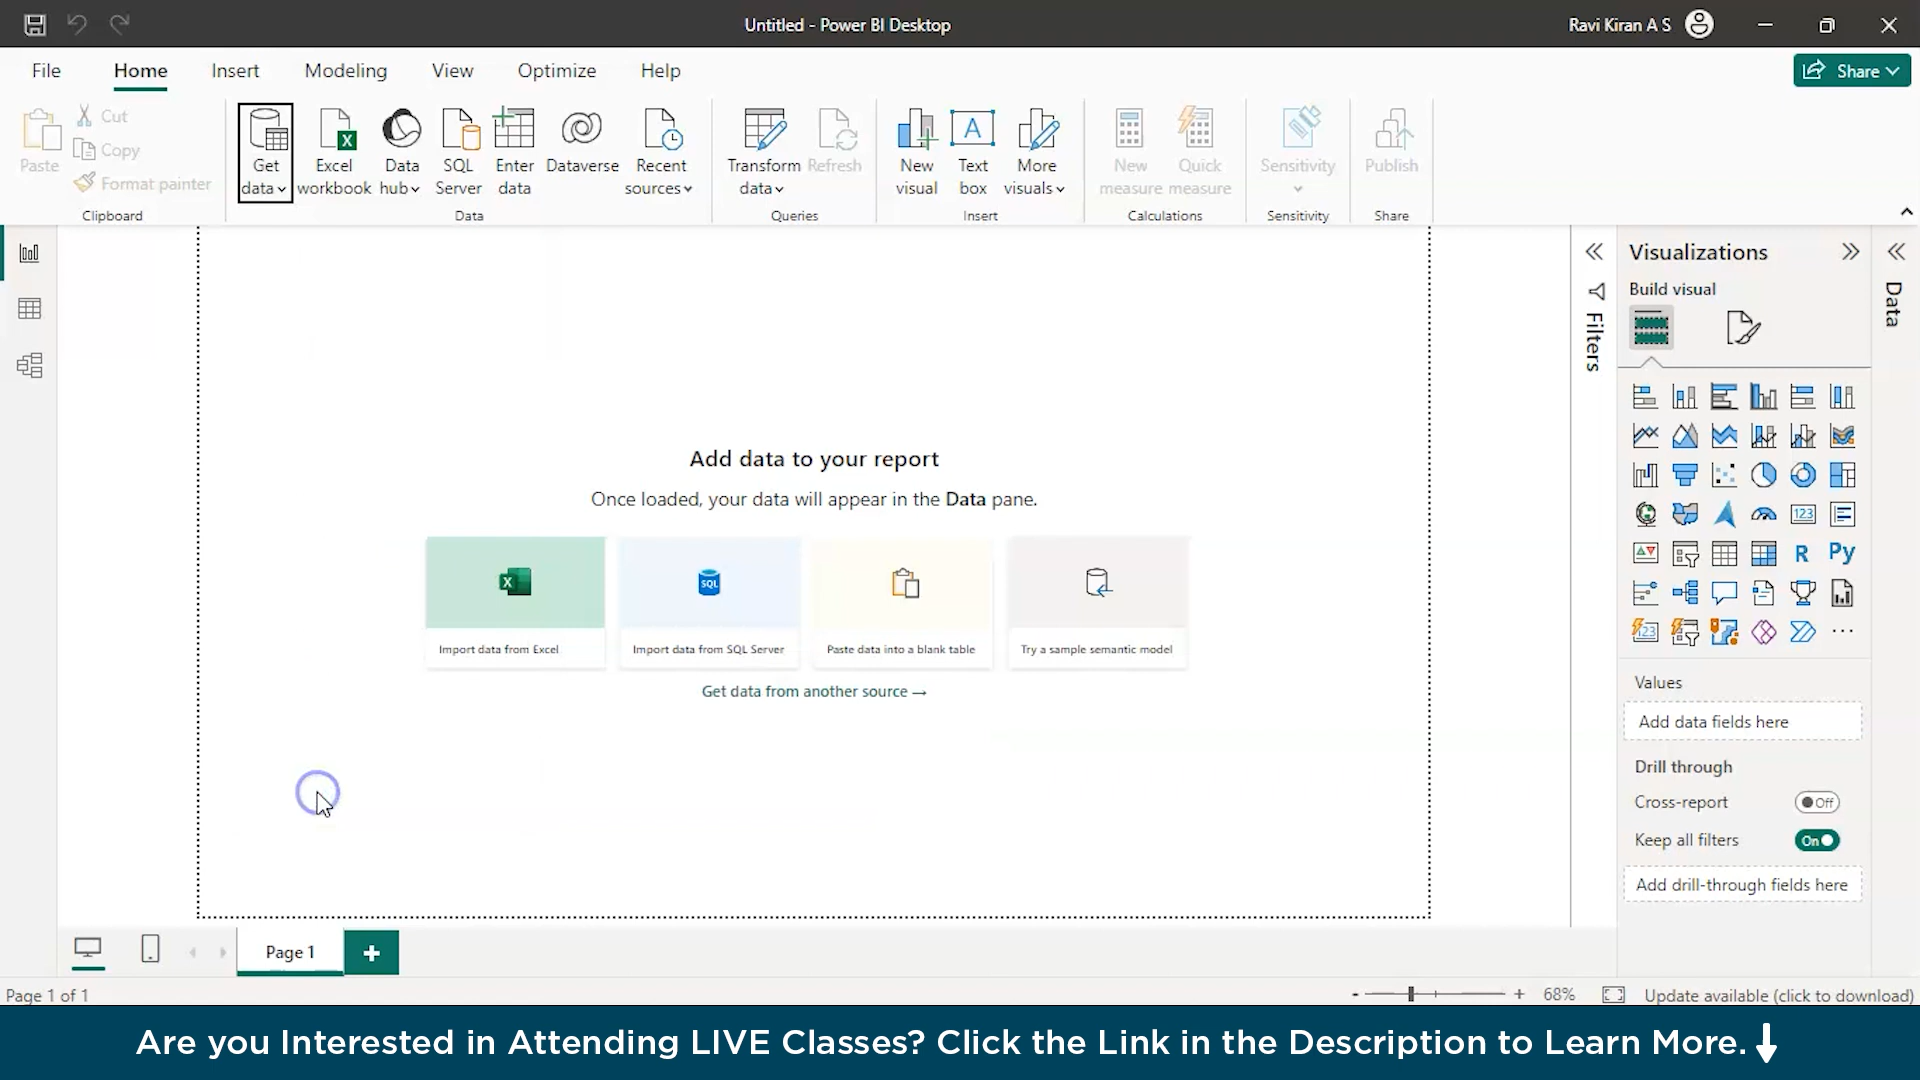 Untitled - Power BI Desktop
Ravi Kiran A S
File
Home
Insert
Modeling
View
Optimize
Help
Share
Paste
Cut
Copy
Format painter
Clipboard
Get
data
Excel
workbook
Data
hub
SQL
Server
Enter
data
Dataverse
Recent
sources
Data
Transform
data
Refresh
Queries
New
visual
Text
box
More
visuals
Insert
New
measure
Quick
measure
Calculations
Sensitivity
Sensitivity
Publish
Share
Filters
Visualizations
Build visual
Data
123
R
Py
123
Add data to your report
Once loaded, your data will appear in the Data pane.
X
SQL
Import data from Excel
Import data from SQL Server
Paste data into a blank table
Try a sample semantic model
Get data from another source →
Values
Add data fields here
Drill through
Cross-report
Off
Keep all filters
On
Add drill-through fields here
Page 1
+
Page 1 of 1
- + 68%
Update available (click to download)
Are you Interested in Attending LIVE Classes? Click the Link in the Description to Learn More.